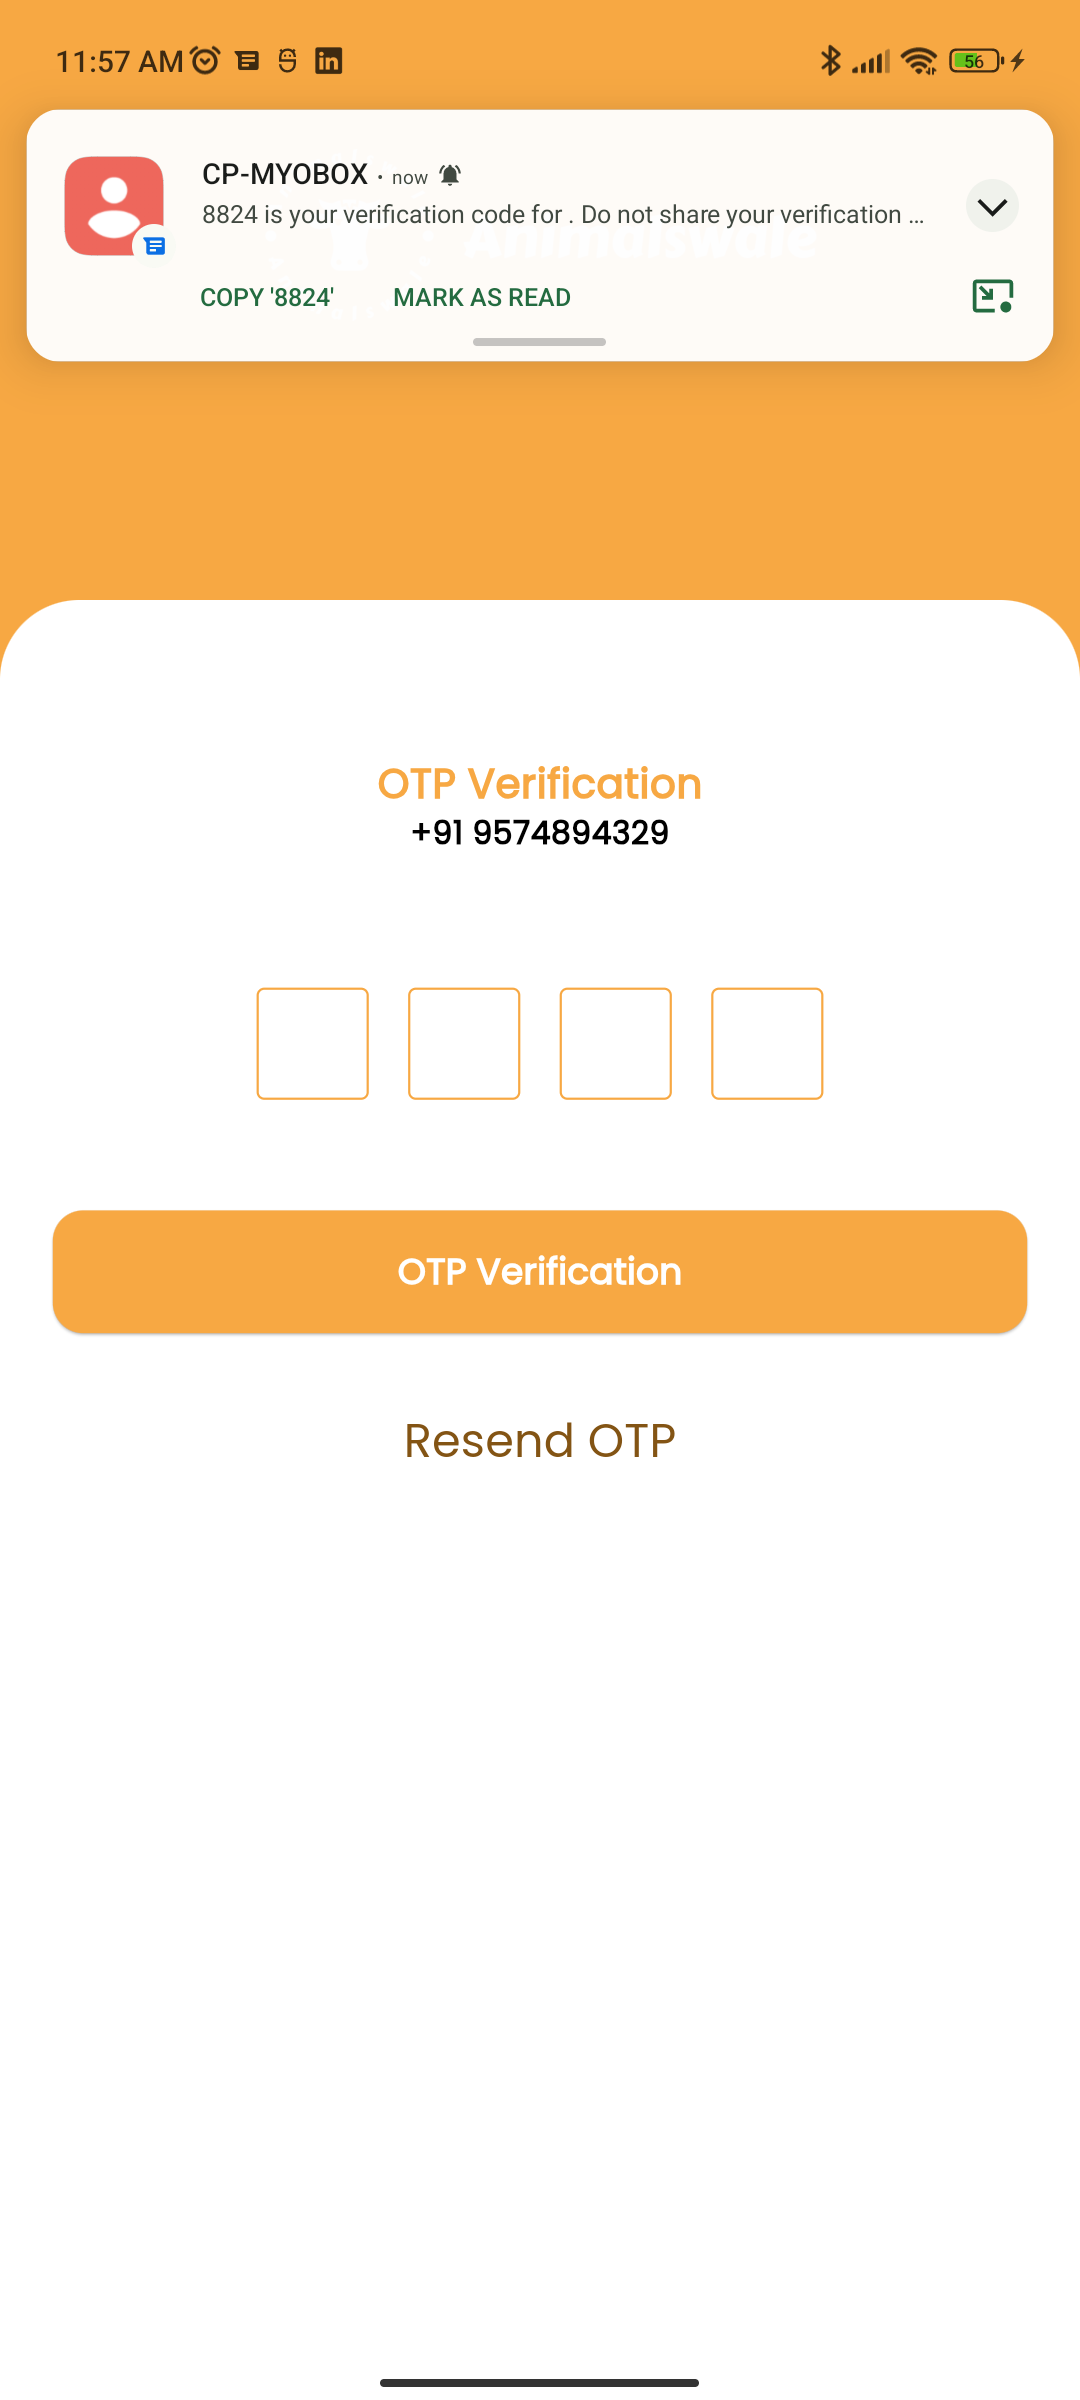 11:57 AM
56
CP-MYOBOX • now
8824 is your verification code for . Do not share your verification ...
Animalswale
COPY '8824' MARK AS READ
OTP Verification
+91 9574894329
OTP Verification
Resend OTP